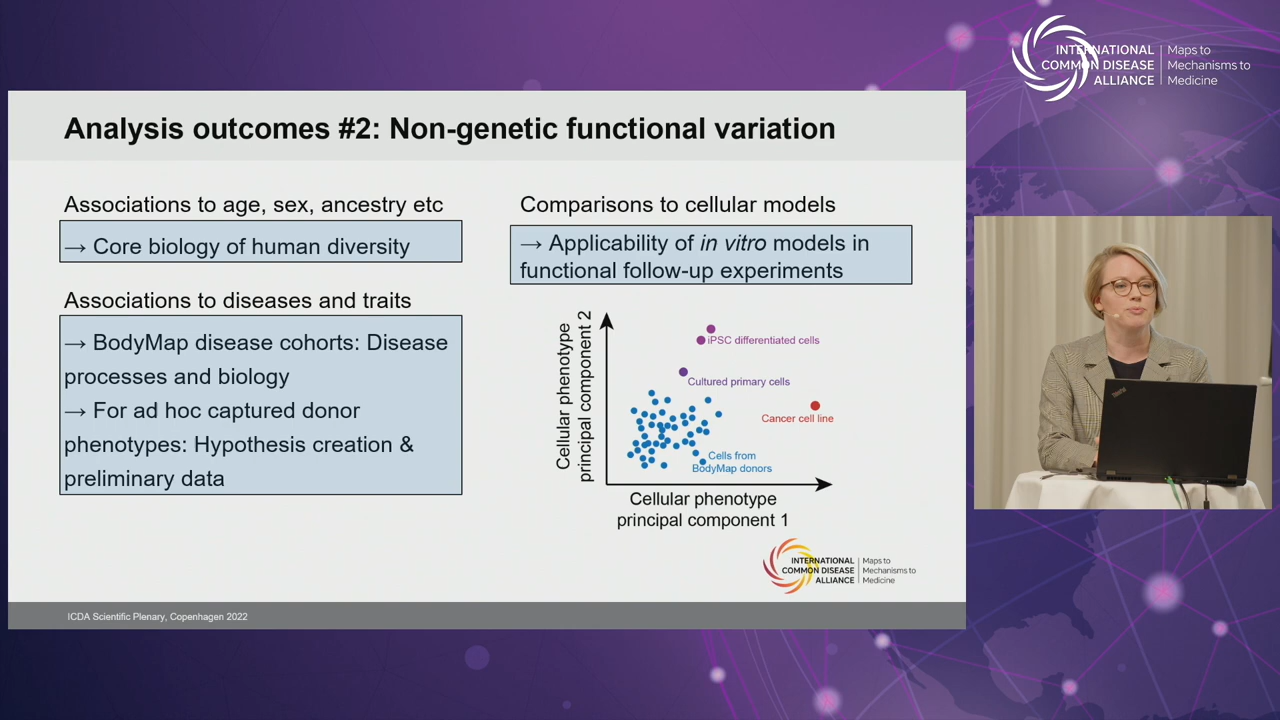 INTERNATIONAL
COMMON DISEASE
ALLIANCE
Maps to
Mechanisms to
Medicine
Analysis outcomes #2: Non-genetic functional variation
Associations to age, sex, ancestry etc
→ Core biology of human diversity
Associations to diseases and traits
→ BodyMap disease cohorts: Disease
processes and biology
→ For ad hoc captured donor
phenotypes: Hypothesis creation &
preliminary data
Comparisons to cellular models
→ Applicability of in vitro models in
functional follow-up experiments
Cellular phenotype
principal component 2
iPSC differentiated cells
Cultured primary cells
Cancer cell line
Cells from
BodyMap donors
Cellular phenotype
principal component 1
INTERNATIONAL
COMMON DISEASE
ALLIANCE
Maps to
Mechanisms to
Medicine
ICDA Scientific Plenary, Copenhagen 2022
ThinkPad